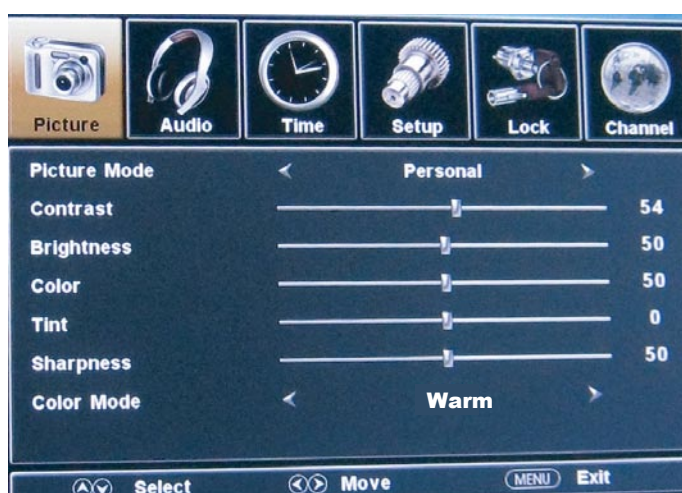 Picture Audio Time Setup Lock Channel
Picture Mode < Personal >
Contrast 54
Brightness 50
Color 50
Tint 0
Sharpness 50
Color Mode < Warm >
Select Move MENU Exit